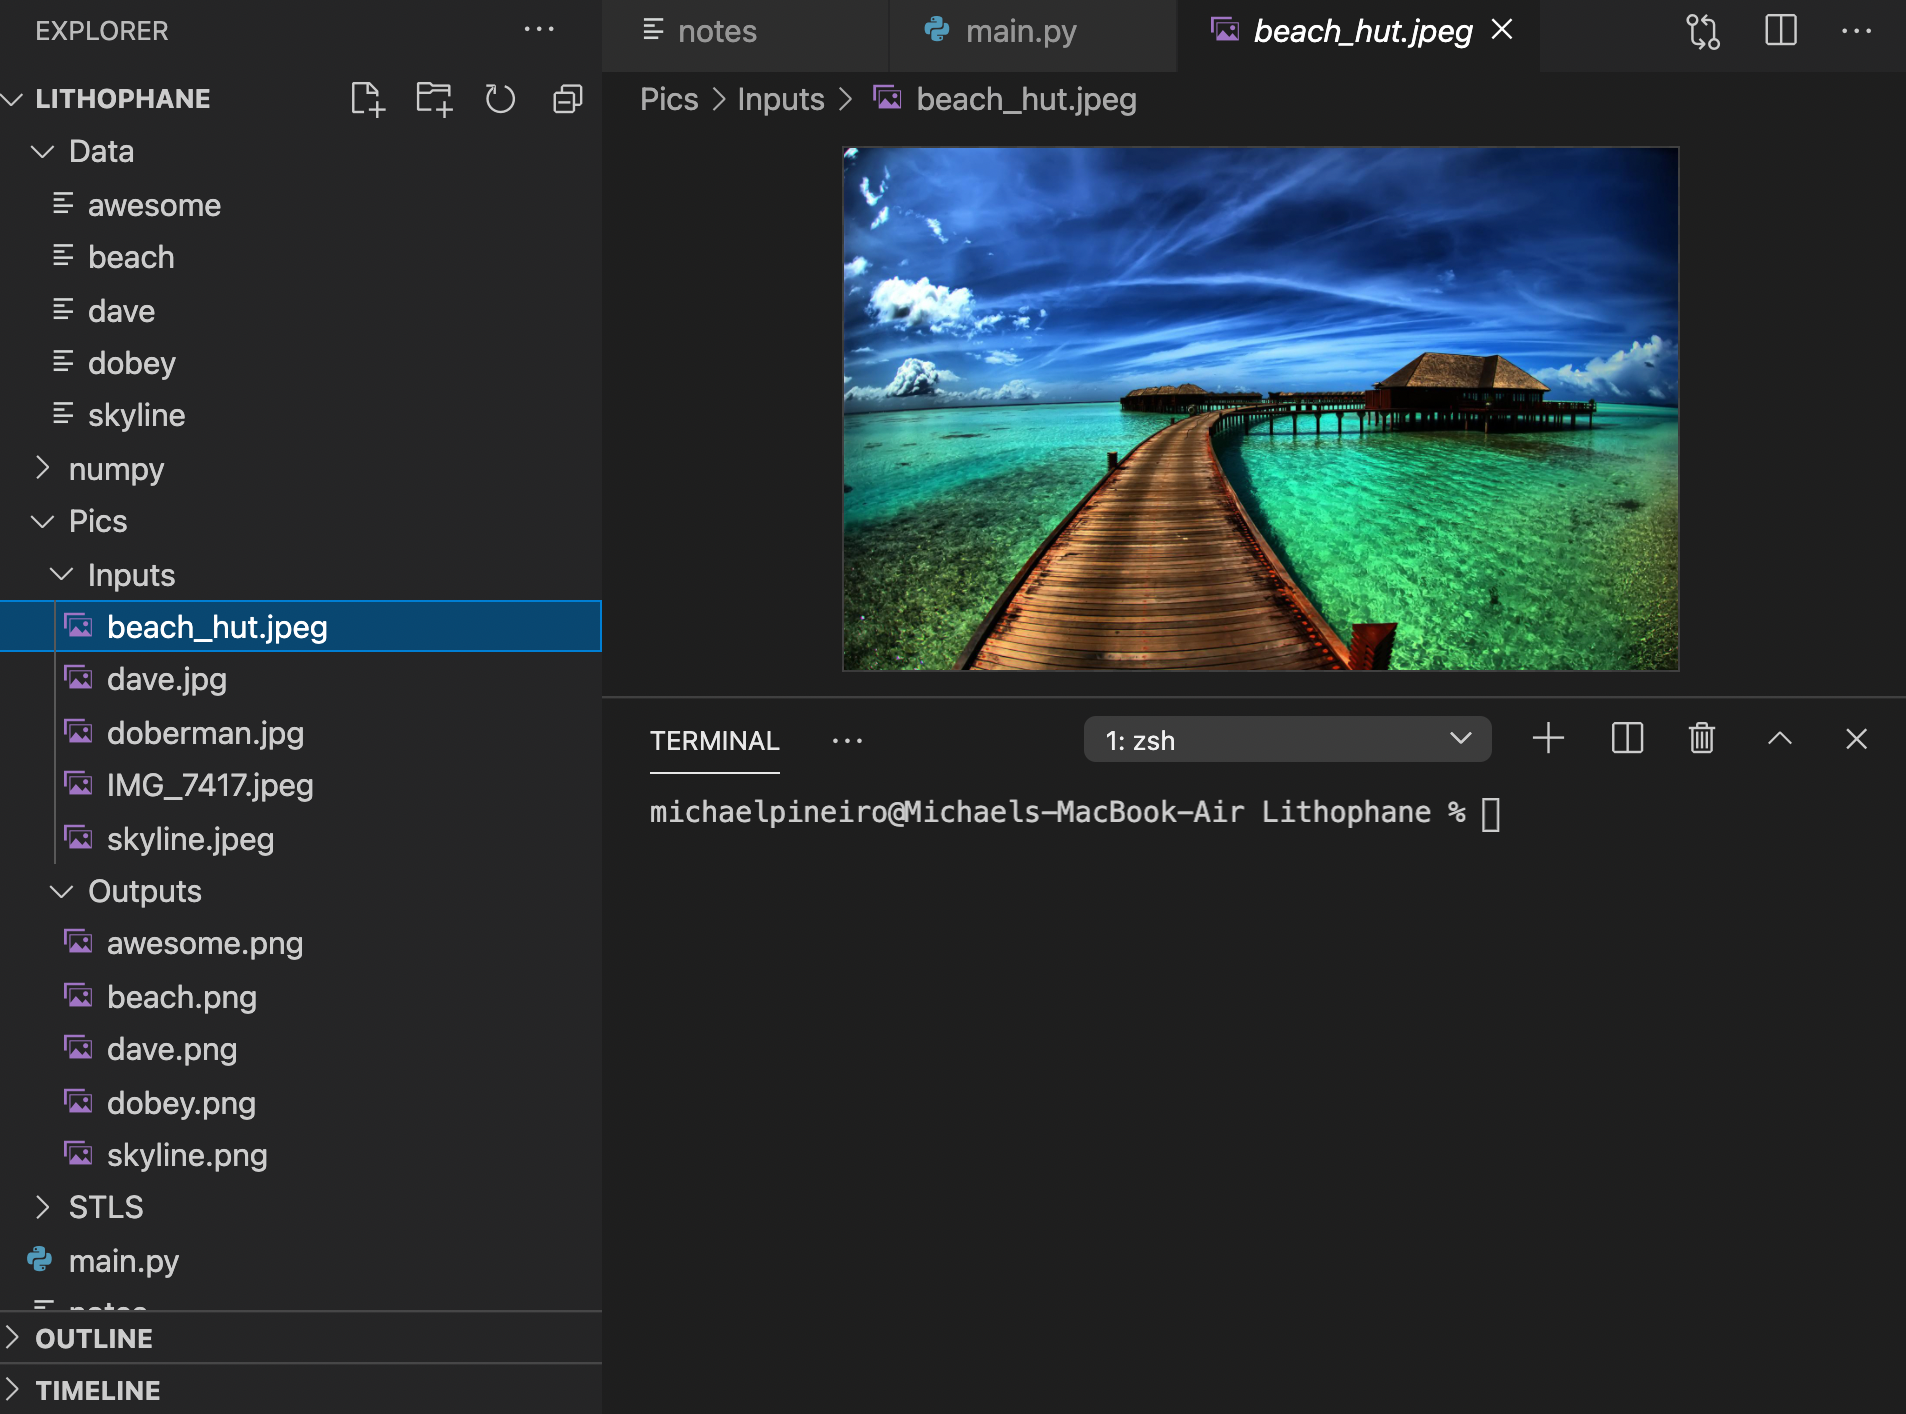 EXPLORER
LITHOPHANE
Data
awesome
beach
dave
dobey
skyline
numpy
Pics
Inputs
beach_hut.jpeg
dave.jpg
doberman.jpg
IMG_7417.jpeg
skyline.jpeg
Outputs
awesome.png
beach.png
dave.png
dobey.png
skyline.png
STLS
main.py
notes
OUTLINE
TIMELINE
notes
main.py
beach_hut.jpeg
Pics > Inputs > beach_hut.jpeg
TERMINAL
1: zsh
michaelpineiro@Michaels-MacBook-Air Lithophane %